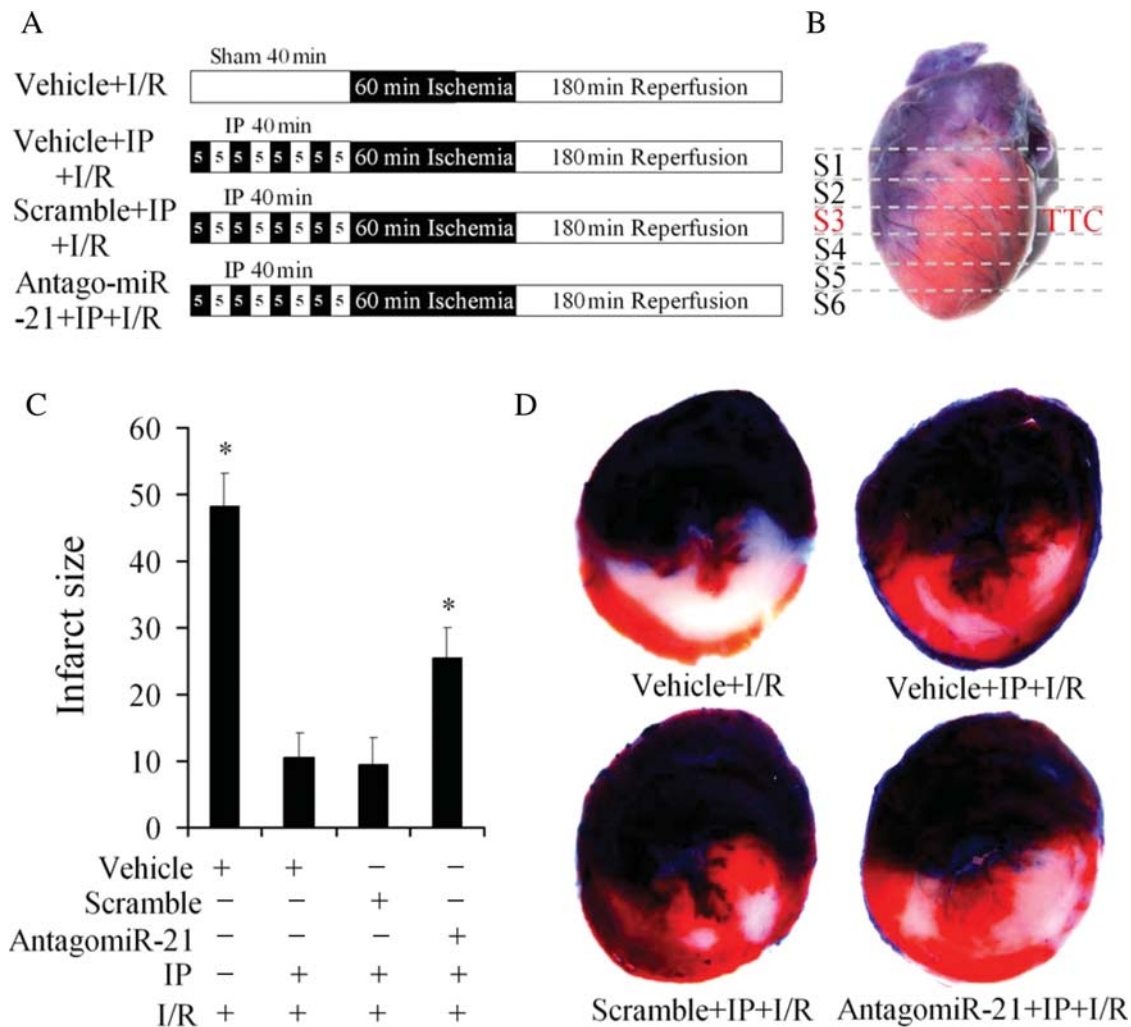 A
Sham 40 min
Vehicle+I/R
60 min Ischemia
180 min Reperfusion
IP 40 min
Vehicle+IP
+I/R
5 5 5 5 5 5 5 5
60 min Ischemia
180 min Reperfusion
IP 40 min
Scramble+IP
+I/R
5 5 5 5 5 5 5 5
60 min Ischemia
180 min Reperfusion
IP 40 min
Antago-miR
-21+IP+I/R
5 5 5 5 5 5 5 5
60 min Ischemia
180 min Reperfusion
B
S1
S2
S3
TTC
S4
S5
S6
C
Infarct size
60
50
40
30
20
10
0
*
*
Vehicle + + − −
Scramble − − + −
AntagomiR-21 − − − +
IP − + + +
I/R + + + +
D
Vehicle+I/R
Vehicle+IP+I/R
Scramble+IP+I/R
AntagomiR-21+IP+I/R